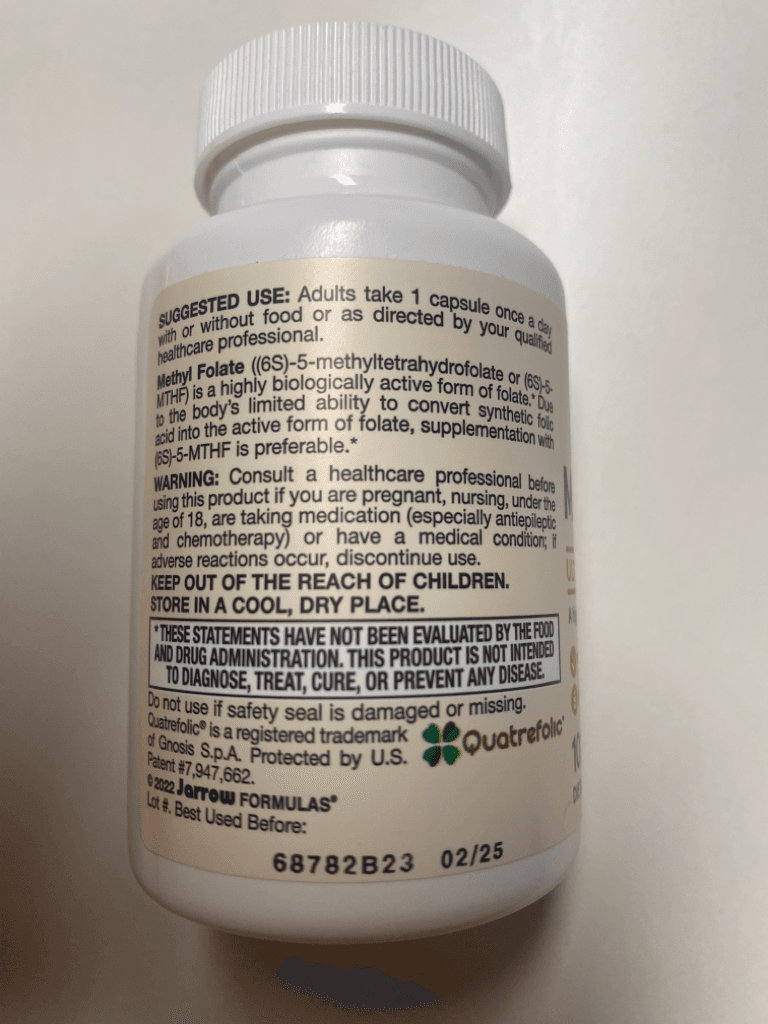 SUGGESTED USE: Adults take 1 capsule once a day
with or without food or as directed by your qualified
healthcare professional.
Methyl Folate ((6S)-5-methyltetrahydrofolate or (6S)-5-
MTHF) is a highly biologically active form of folate.* Due
to the body's limited ability to convert synthetic folic
acid into the active form of folate, supplementation with
(6S)-5-MTHF is preferable.*
WARNING: Consult a healthcare professional before
using this product if you are pregnant, nursing, under the
age of 18, are taking medication (especially antiepileptic
and chemotherapy) or have a medical condition; if
adverse reactions occur, discontinue use.
KEEP OUT OF THE REACH OF CHILDREN.
STORE IN A COOL, DRY PLACE.
*THESE STATEMENTS HAVE NOT BEEN EVALUATED BY THE FOOD
AND DRUG ADMINISTRATION. THIS PRODUCT IS NOT INTENDED
TO DIAGNOSE, TREAT, CURE, OR PREVENT ANY DISEASE.
Do not use if safety seal is damaged or missing.
Quatrefolic® is a registered trademark
of Gnosis S.p.A. Protected by U.S.
Patent #7,947,662.
Quatrefolic®
©2022 Jarrow FORMULAS®
Lot #. Best Used Before:
68782B23 02/25